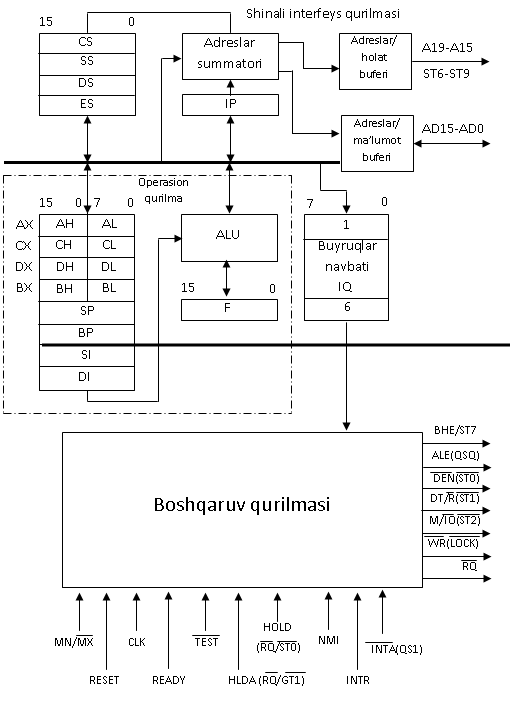 Shinali interfeys qurilmasi
15 0
CS
SS
DS
ES
Adreslar
summatori
IP
Adreslar/
holat
buferi
A19-A15
ST6-ST9
Adreslar/
ma'lumot
buferi
AD15-AD0
Operasion
qurilma
15 0 7 0
AX AH AL
CX CH CL
DX DH DL
BX BH BL
SP
BP
SI
DI
ALU
15 0
F
7 0
1
Buyruqlar
navbati
IQ
6
Boshqaruv qurilmasi
BHE/ST7
ALE(QSQ)
DEN(ST0)
DT/R(ST1)
M/IO(ST2)
WR(LOCK)
RQ
MN/MX
RESET
CLK
READY
TEST
HLDA (RQ/GT1)
HOLD
(RQ/ST0)
NMI
INTR
INTA(QS1)